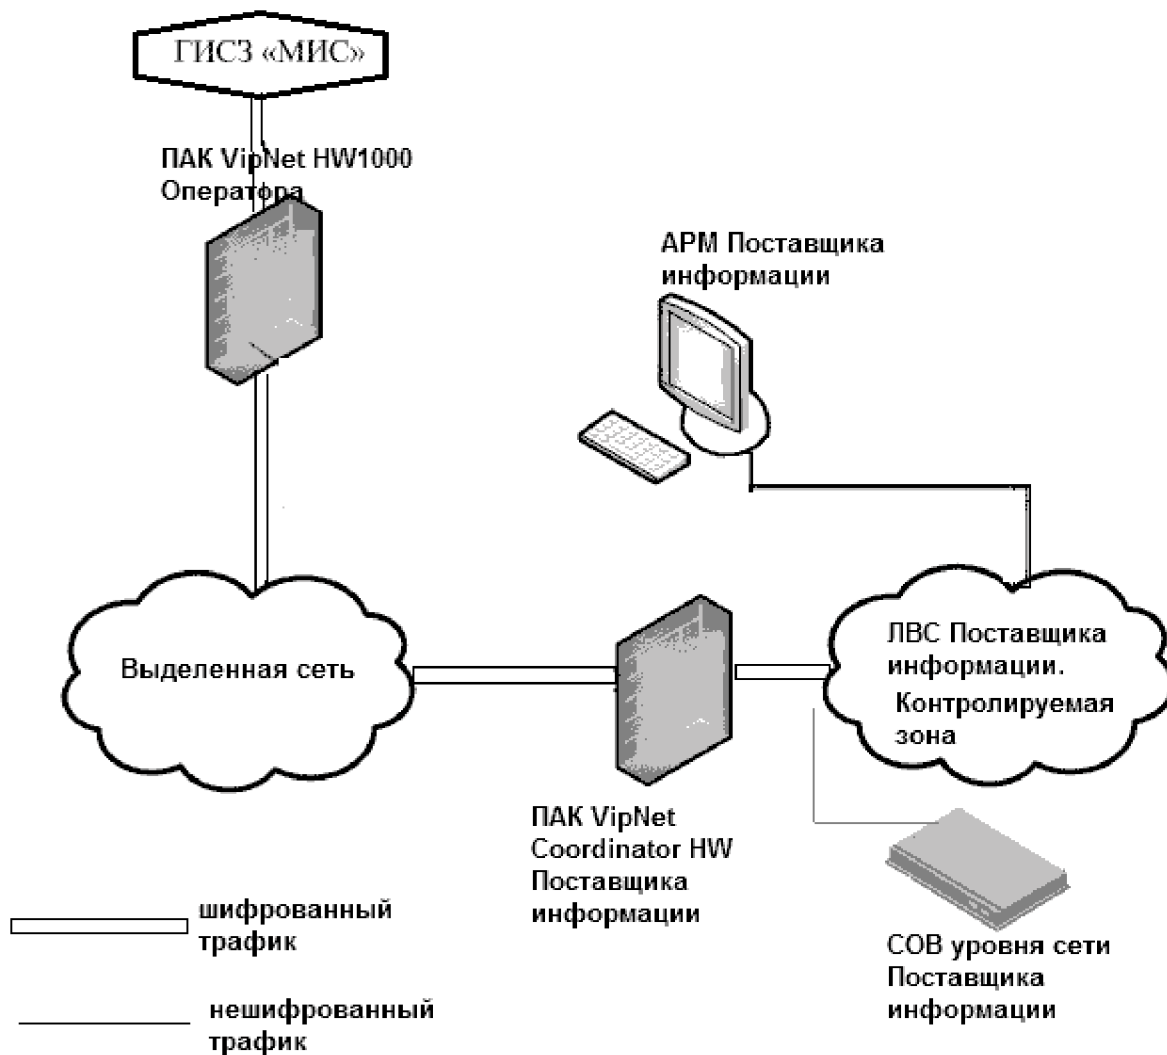 ГИСЗ «МИС»
ПАК VipNet HW1000
Оператора
АРМ Поставщика
информации
Выделенная сеть
ЛВС Поставщика
информации.
Контролируемая
зона
ПАК VipNet
Coordinator HW
Поставщика
информации
СОВ уровня сети
Поставщика
информации
шифрованный
трафик
нешифрованный
трафик